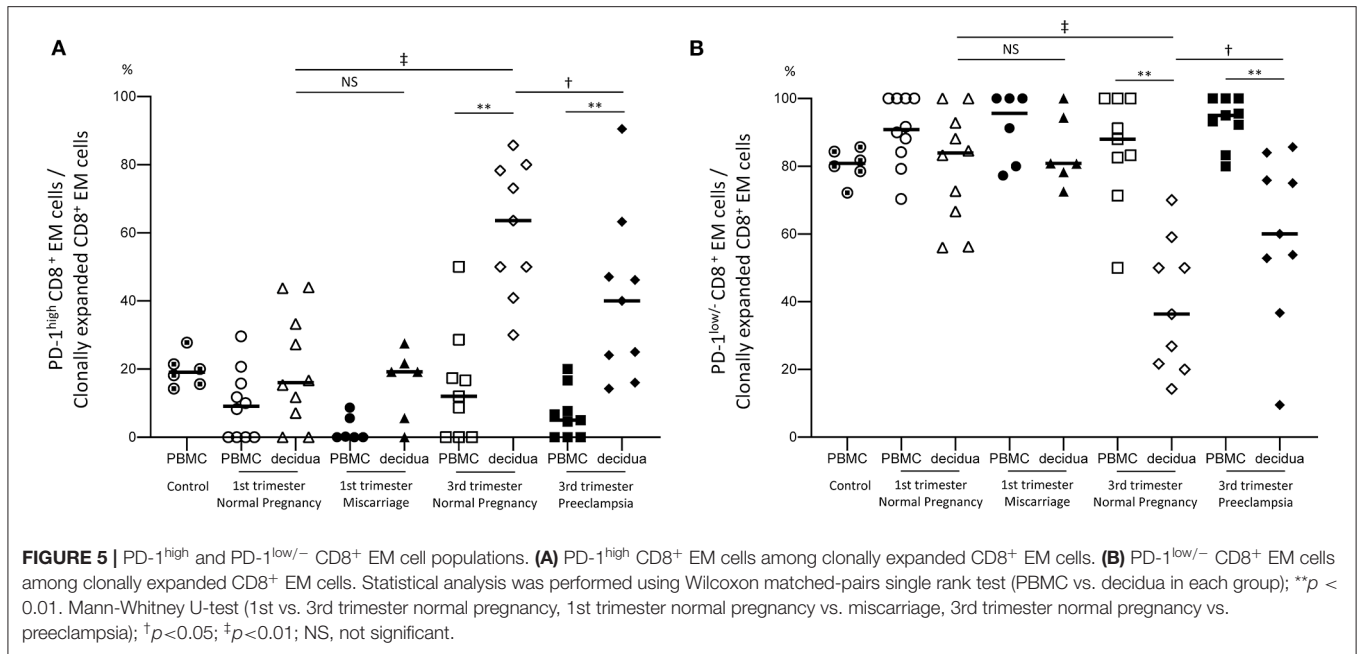 A
%
‡
NS
†
**
**
100
80
60
40
20
0
PD-1high CD8+ EM cells /
Clonally expanded CD8+ EM cells
PBMC PBMC decidua PBMC decidua PBMC decidua PBMC decidua
Control 1st trimester Normal Pregnancy 1st trimester Miscarriage 3rd trimester Normal Pregnancy 3rd trimester Preeclampsia
B
%
‡
NS
†
**
**
100
80
60
40
20
0
PD-1low/- CD8+ EM cells /
Clonally expanded CD8+ EM cells
PBMC PBMC decidua PBMC decidua PBMC decidua PBMC decidua
Control 1st trimester Normal Pregnancy 1st trimester Miscarriage 3rd trimester Normal Pregnancy 3rd trimester Preeclampsia
FIGURE 5 | PD-1high and PD-1low/− CD8+ EM cell populations. (A) PD-1high CD8+ EM cells among clonally expanded CD8+ EM cells. (B) PD-1low/− CD8+ EM cells
among clonally expanded CD8+ EM cells. Statistical analysis was performed using Wilcoxon matched-pairs single rank test (PBMC vs. decidua in each group); **p <
0.01. Mann-Whitney U-test (1st vs. 3rd trimester normal pregnancy, 1st trimester normal pregnancy vs. miscarriage, 3rd trimester normal pregnancy vs.
preeclampsia); †p<0.05; ‡p<0.01; NS, not significant.